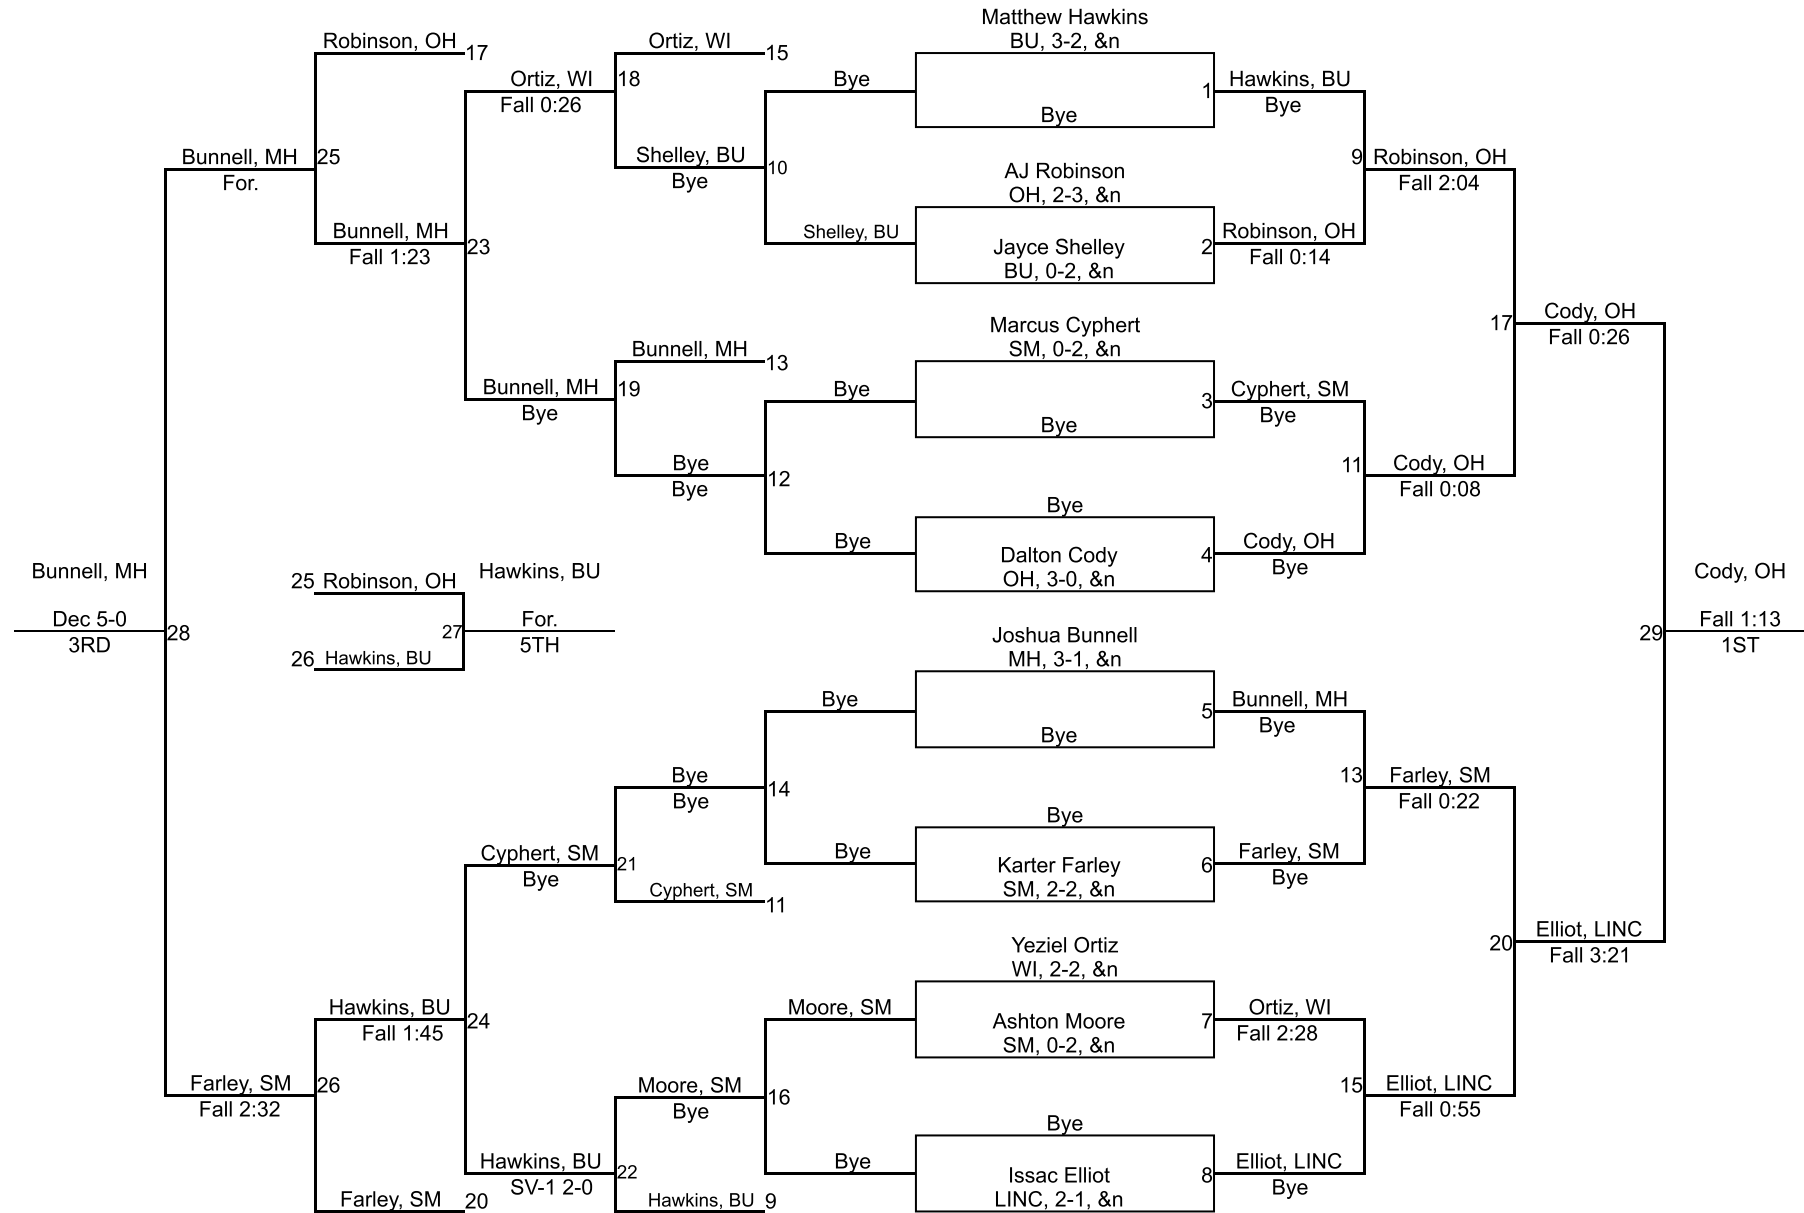 Matthew Hawkins
BU, 3-2, &n
Robinson, OH
17
Ortiz, WI
15
Ortiz, WI
18
Bye
1
Hawkins, BU
Fall 0:26
Bye
Bye
Bunnell, MH
25
Shelley, BU
10
AJ Robinson
9
Robinson, OH
For.
Bye
OH, 2-3, &n
Fall 2:04
Bunnell, MH
23
Shelley, BU
Jayce Shelley
2
Robinson, OH
Fall 1:23
BU, 0-2, &n
Fall 0:14
Marcus Cyphert
SM, 0-2, &n
17
Cody, OH
Fall 0:26
Bunnell, MH
13
Bunnell, MH
19
Bye
3
Cyphert, SM
Bye
Bye
Bye
Bye
12
11
Cody, OH
Bye
Fall 0:08
Bye
Bye
Dalton Cody
4
Cody, OH
OH, 3-0, &n
Bye
Bunnell, MH
25
Robinson, OH
Hawkins, BU
Cody, OH
Dec 5-0
28
27
For.
29
Fall 1:13
3RD
26
Hawkins, BU
5TH
1ST
Joshua Bunnell
MH, 3-1, &n
Bye
5
Bunnell, MH
Bye
Bye
Bye
14
13
Farley, SM
Bye
Fall 0:22
Bye
Cyphert, SM
21
Bye
Karter Farley
6
Farley, SM
Bye
Cyphert, SM
11
SM, 2-2, &n
Bye
Yeziel Ortiz
WI, 2-2, &n
20
Elliot, LINC
Fall 3:21
Hawkins, BU
24
Moore, SM
Ashton Moore
7
Ortiz, WI
Fall 1:45
SM, 0-2, &n
Fall 2:28
Farley, SM
26
Moore, SM
16
15
Elliot, LINC
Fall 2:32
Bye
Fall 0:55
Bye
Hawkins, BU
22
Bye
Issac Elliot
8
Elliot, LINC
SV-1 2-0
LINC, 2-1, &n
Bye
Farley, SM
20
Hawkins, BU
9